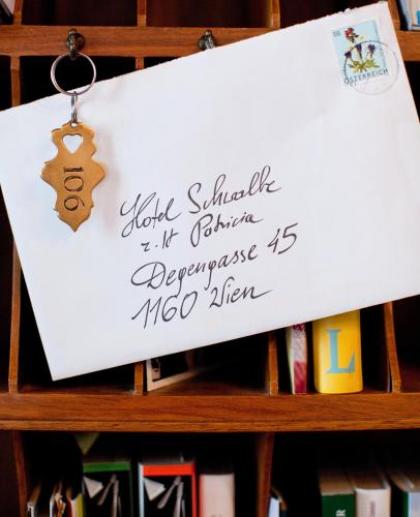 ÖSTERREICH
106
Hotel Schwalbe
z. H Patricia
Degengasse 45
1160 Wien
L